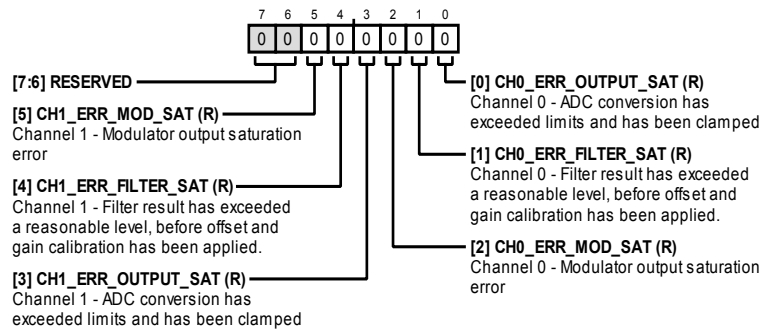 7 6 5 4 3 2 1 0
0 0 0 0 0 0 0 0
[7:6] RESERVED
[5] CH1_ERR_MOD_SAT (R)
Channel 1 - Modulator output saturation
error
[4] CH1_ERR_FILTER_SAT (R)
Channel 1 - Filter result has exceeded
a reasonable level, before offset and
gain calibration has been applied.
[3] CH1_ERR_OUTPUT_SAT (R)
Channel 1 - ADC conversion has
exceeded limits and has been clamped
[0] CH0_ERR_OUTPUT_SAT (R)
Channel 0 - ADC conversion has
exceeded limits and has been clamped
[1] CH0_ERR_FILTER_SAT (R)
Channel 0 - Filter result has exceeded
a reasonable level, before offset and
gain calibration has been applied.
[2] CH0_ERR_MOD_SAT (R)
Channel 0 - Modulator output saturation
error